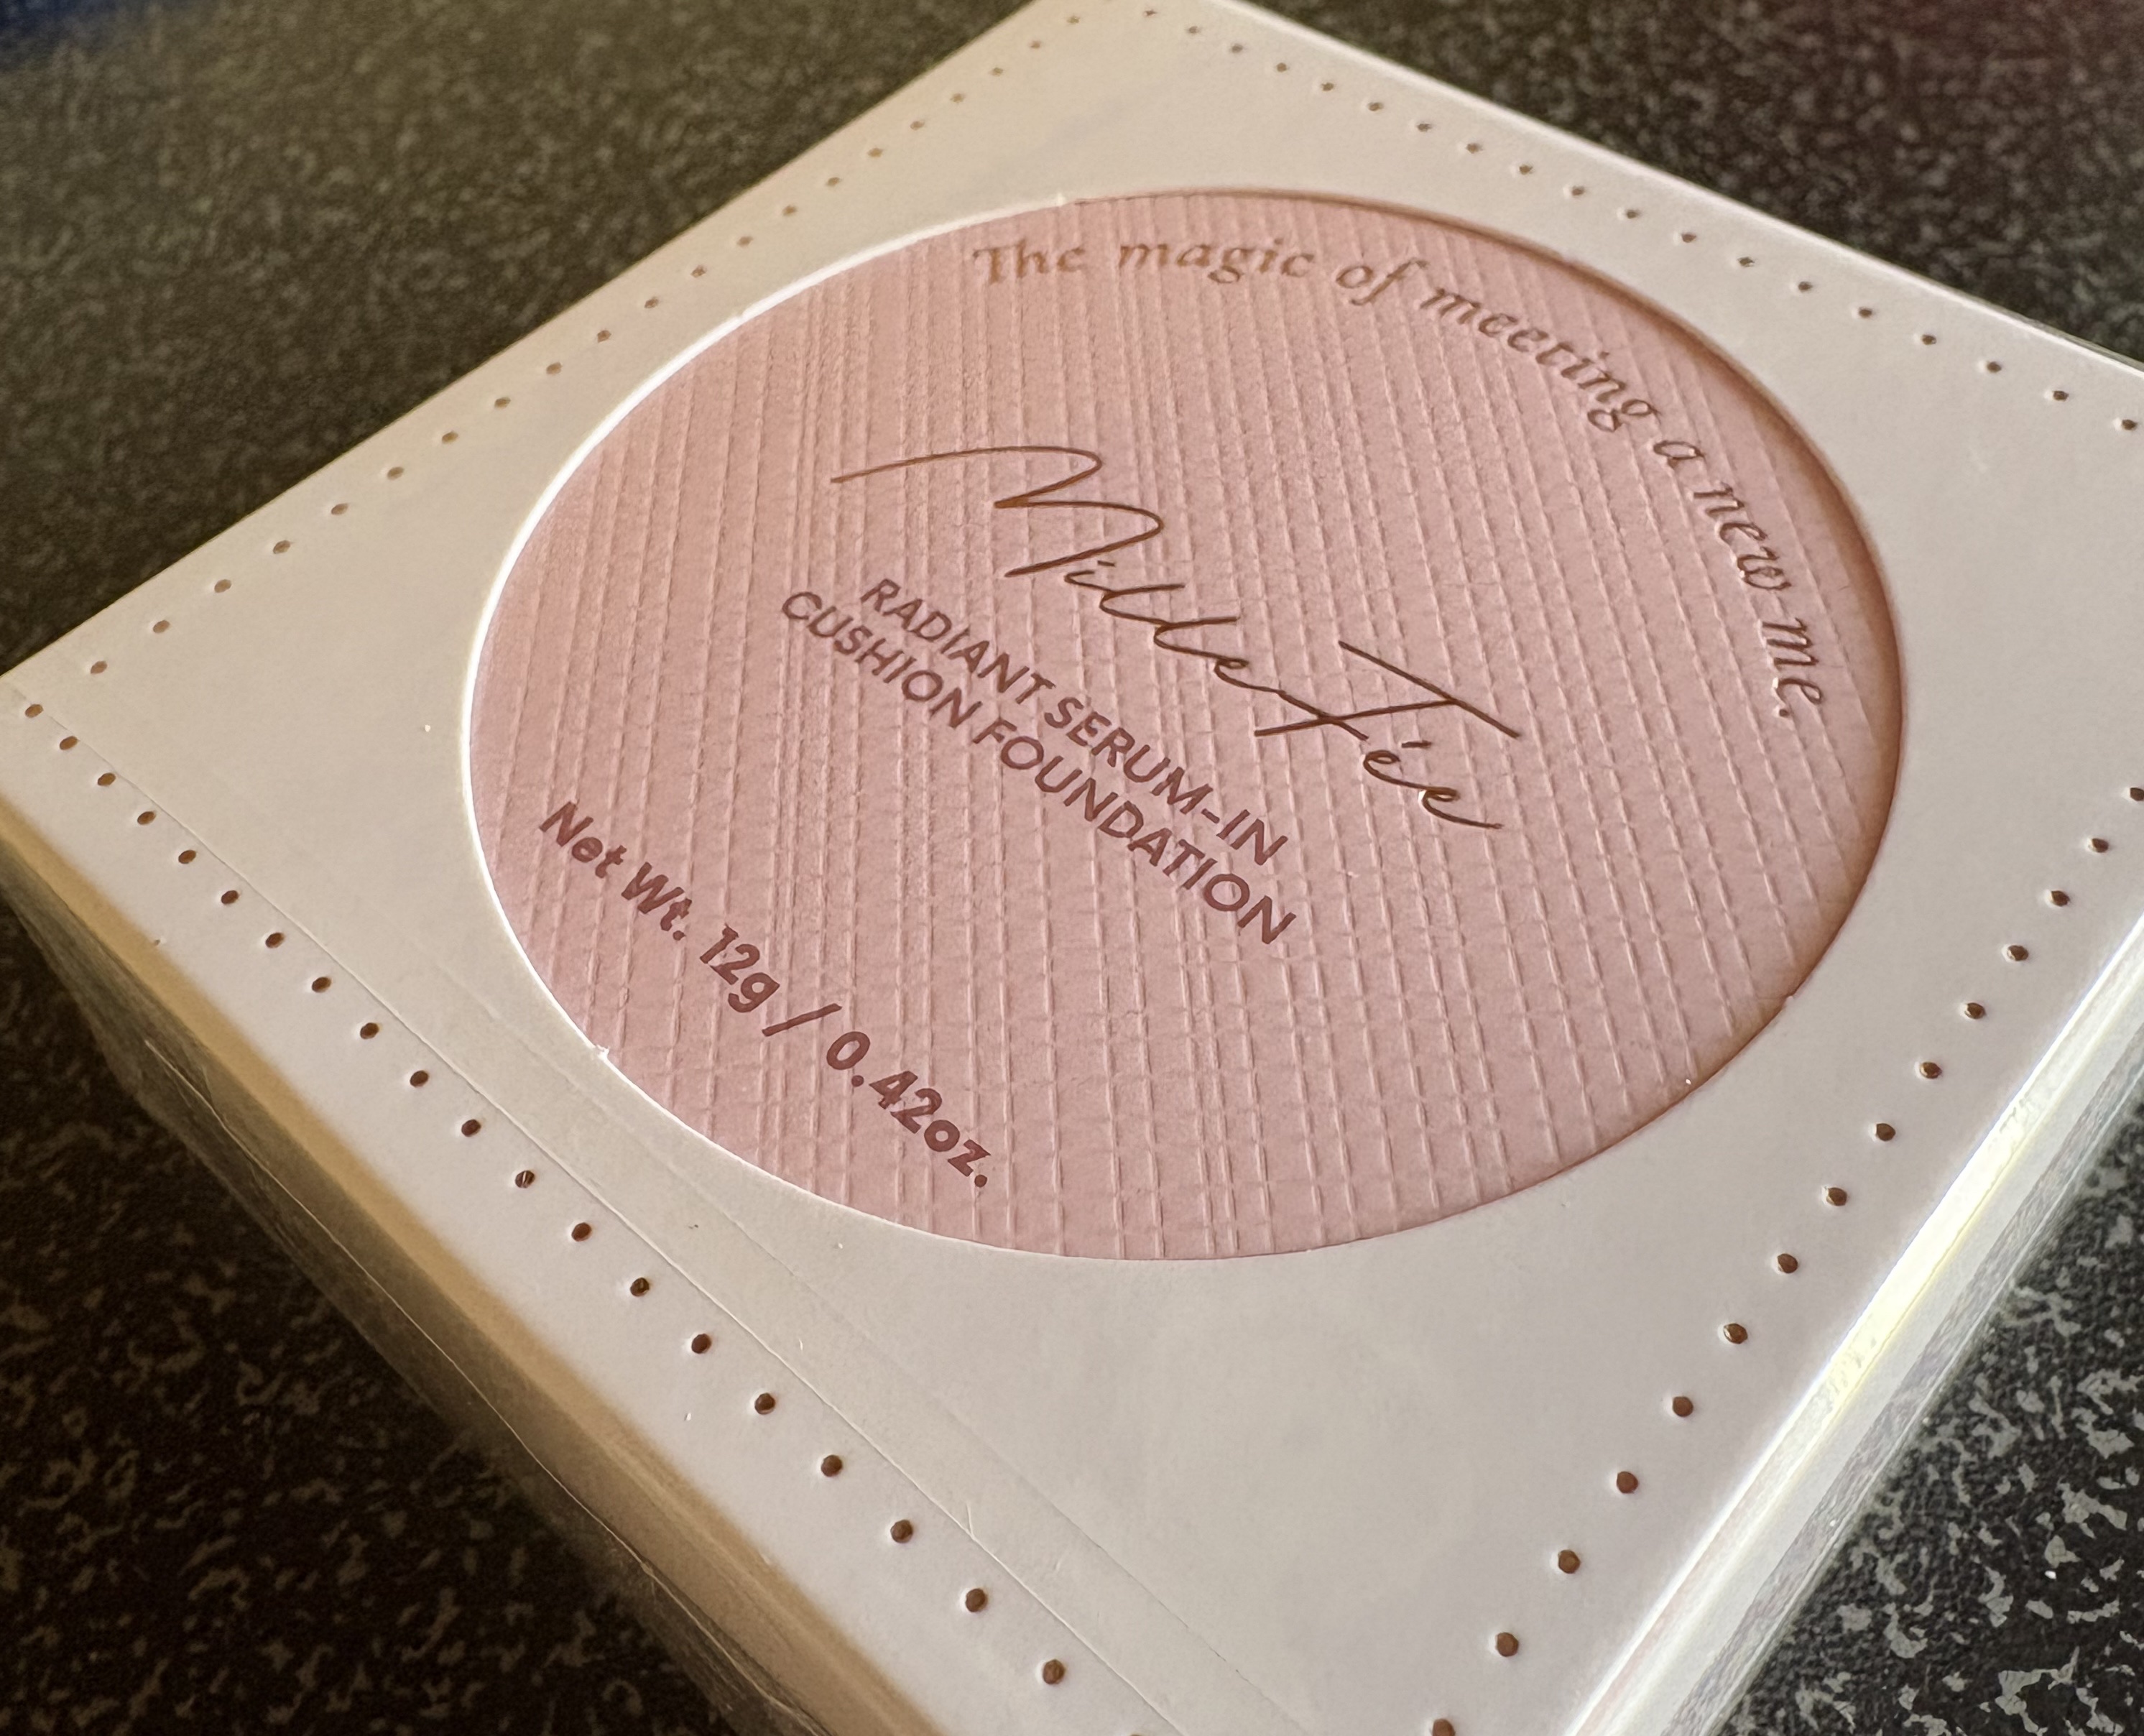 The magic of meeting a new me.
MilleFée
RADIANT SERUM-IN
CUSHION FOUNDATION
Net Wt. 12g / 0.42oz.